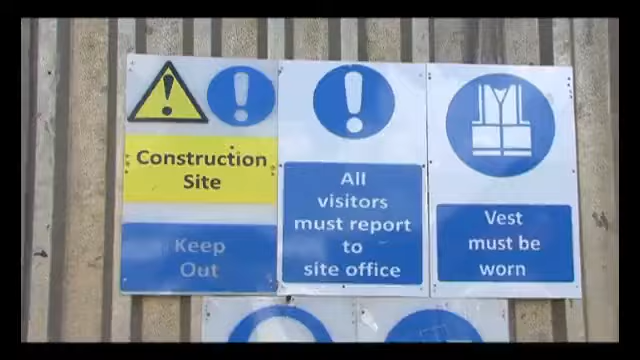 Construction
Site
Keep
Out
All
visitors
must report
to
site office
Vest
must be
worn